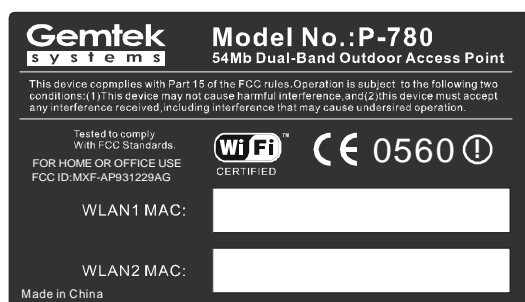 Gemtek
systems
Model No.:P-780
54Mb Dual-Band Outdoor Access Point
This device copmplies with Part 15 of the FCC rules.Operation is subject to the following two
conditions:(1)This device may not cause harmful interference,and(2)this device must accept
any interference received,including interference that may cause undersired operation.
Tested to comply
With FCC Standards.
FOR HOME OR OFFICE USE
FCC ID:MXF-AP931229AG
Wi Fi ™
CERTIFIED
CE 0560
WLAN1 MAC:
WLAN2 MAC:
Made in China